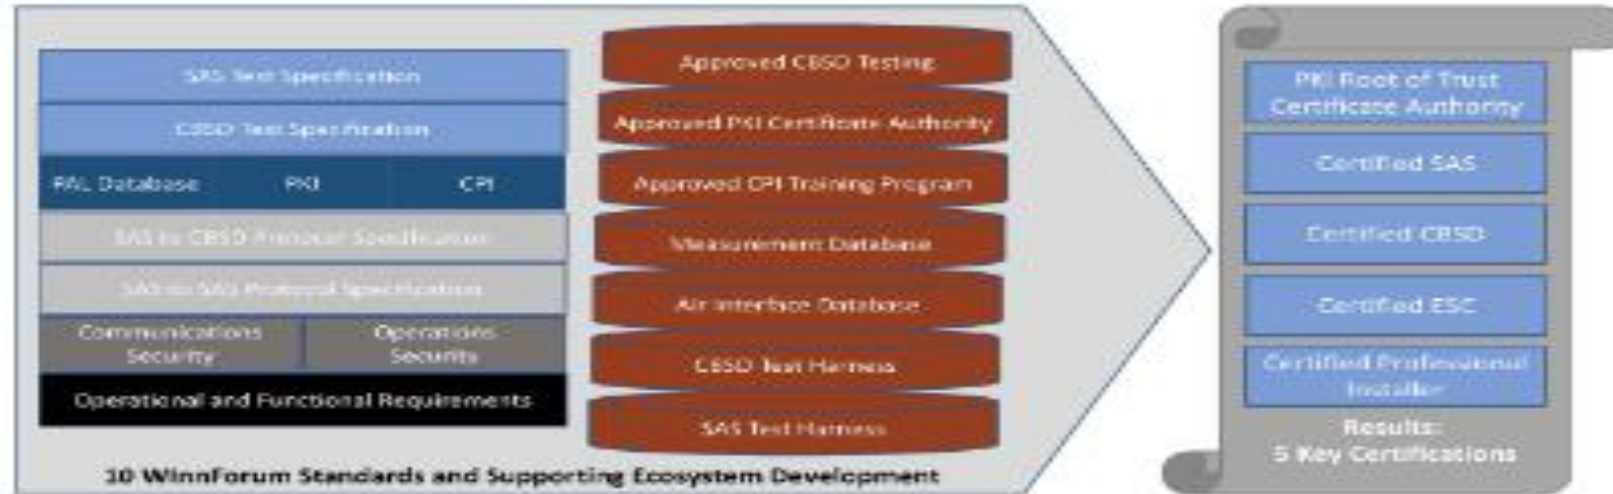 SAS Test Specification
CBSD Test Specification
PAL Database PKI CPI
SAS to CBSD Protocol Specification
SAS to SAS Protocol Specification
Communications
Security
Operations
Security
Operational and Functional Requirements
Approved CBSD Testing
Approved PKI Certificate Authority
Approved CPI Training Program
Measurement Database
Air Interface Database
CBSD Test Harness
SAS Test Harness
10 WInnForum Standards and Supporting Ecosystem Development
PKI Root of Trust
Certificate Authority
Certified SAS
Certified CBSD
Certified ESC
Certified Professional
Installer
Results:
5 Key Certifications